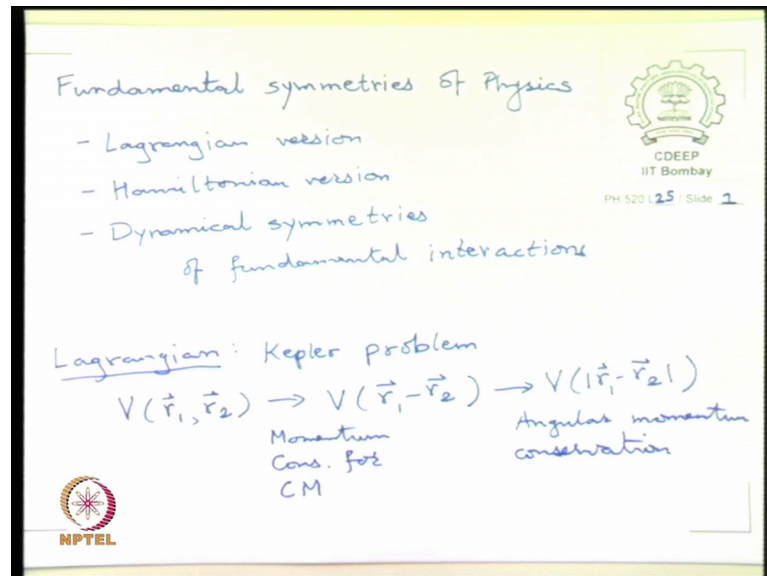 Fundamental symmetries of Physics
- Lagrangian version
- Hamiltonian version
- Dynamical symmetries
of fundamental interactions
CDEEP
IIT Bombay
PH 520 L 25 / Slide 1
Lagrangian: Kepler problem
V(r⃗₁, r⃗₂) → V(r⃗₁ - r⃗₂) → V(|r⃗₁ - r⃗₂|)
Momentum
Cons. for
CM
Angular momentum
conservation
NPTEL